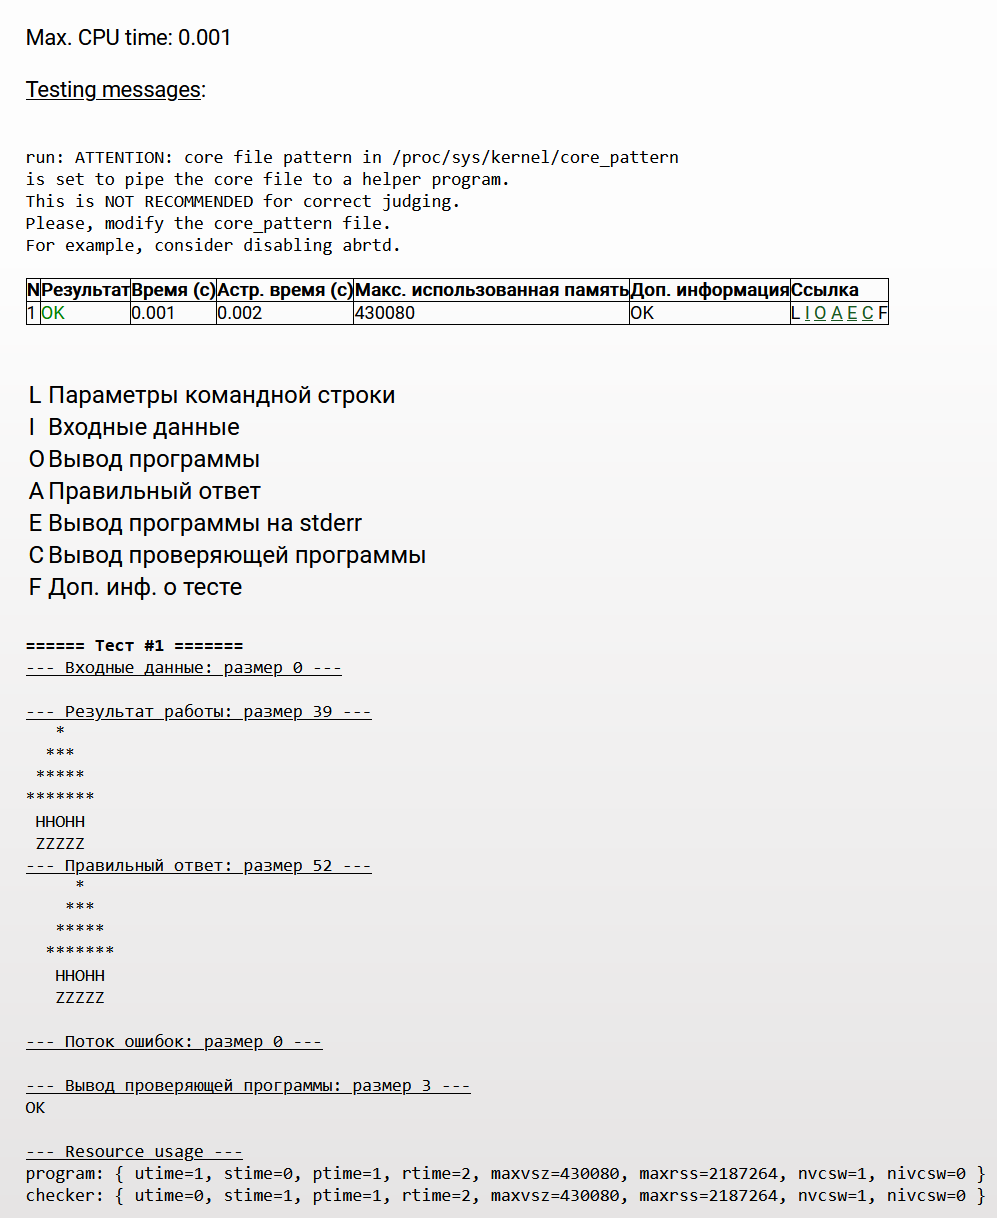 Max. CPU time: 0.001
Testing messages:
run: ATTENTION: core file pattern in /proc/sys/kernel/core_pattern
is set to pipe the core file to a helper program.
This is NOT RECOMMENDED for correct judging.
Please, modify the core_pattern file.
For example, consider disabling abrtd.
N Результат Время (с) Астр. время (с) Макс. использованная память Доп. информация Ссылка
1 OK 0.001 0.002 430080 OK L I O A E C F
L Параметры командной строки
I Входные данные
O Вывод программы
A Правильный ответ
E Вывод программы на stderr
C Вывод проверяющей программы
F Доп. инф. о тесте
====== Тест #1 =======
--- Входные данные: размер 0 ---
--- Результат работы: размер 39 ---
   *
  ***
 *****
*******
 HHOHH
 ZZZZZ
--- Правильный ответ: размер 52 ---
     *
    ***
   *****
  *******
   HHOHH
   ZZZZZ
--- Поток ошибок: размер 0 ---
--- Вывод проверяющей программы: размер 3 ---
OK
--- Resource usage ---
program: { utime=1, stime=0, ptime=1, rtime=2, maxvsz=430080, maxrss=2187264, nvcsw=1, nivcsw=0 }
checker: { utime=0, stime=1, ptime=1, rtime=2, maxvsz=430080, maxrss=2187264, nvcsw=1, nivcsw=0 }